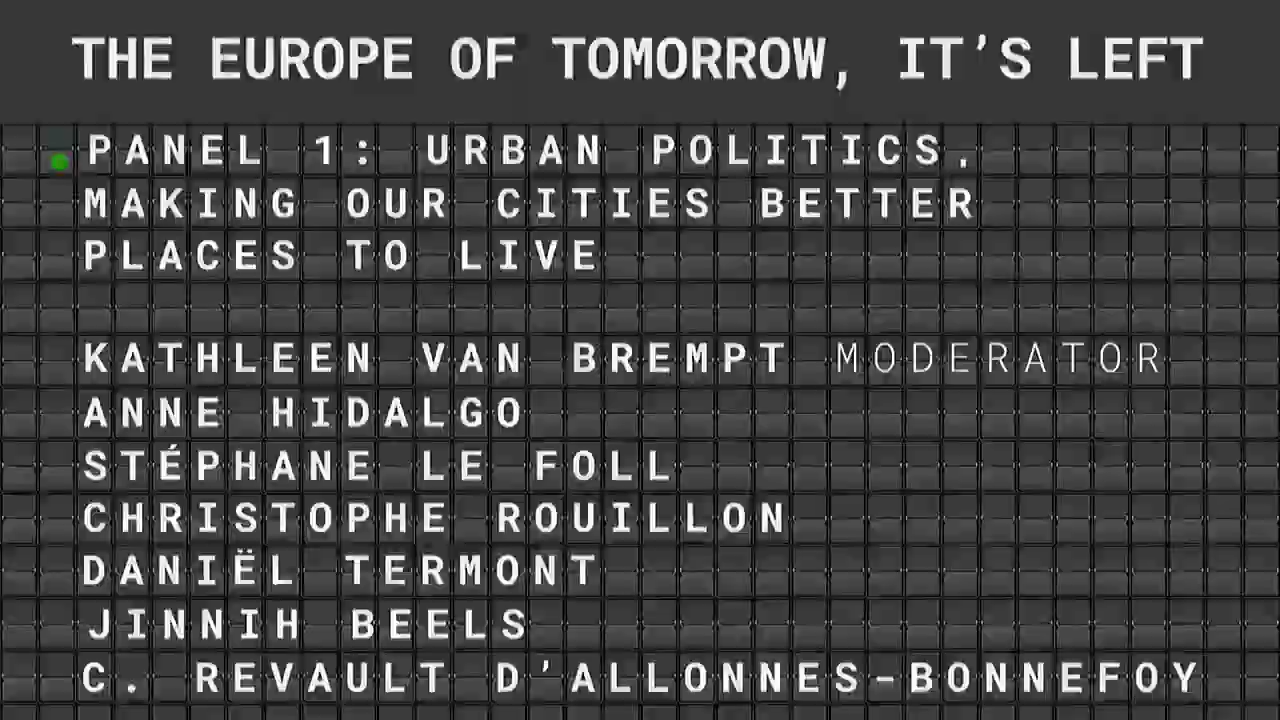 THE EUROPE OF TOMORROW, IT'S LEFT
PANEL 1: URBAN POLITICS.
MAKING OUR CITIES BETTER
PLACES TO LIVE
KATHLEEN VAN BREMPT MODERATOR
ANNE HIDALGO
STÉPHANE LE FOLL
CHRISTOPHE ROUILLON
DANIËL TERMONT
JINNIH BEELS
C. REVAULT D'ALLONNES-BONNEFOY